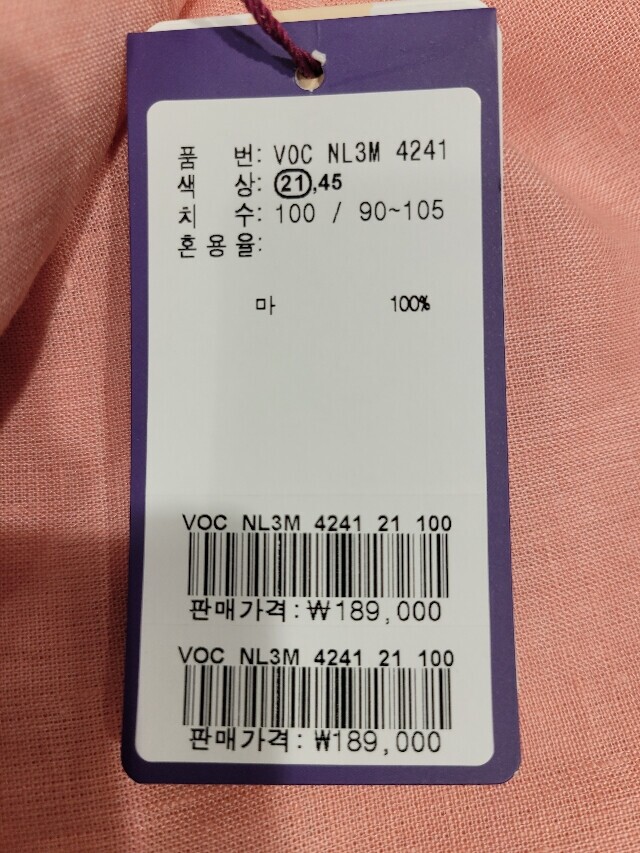 품 번: VOC NL3M 4241
색 상: 21,45
치 수: 100 / 90~105
혼용율:
마 100%
VOC NL3M 4241 21 100
판매가격:₩189,000
VOC NL3M 4241 21 100
판매가격:₩189,000